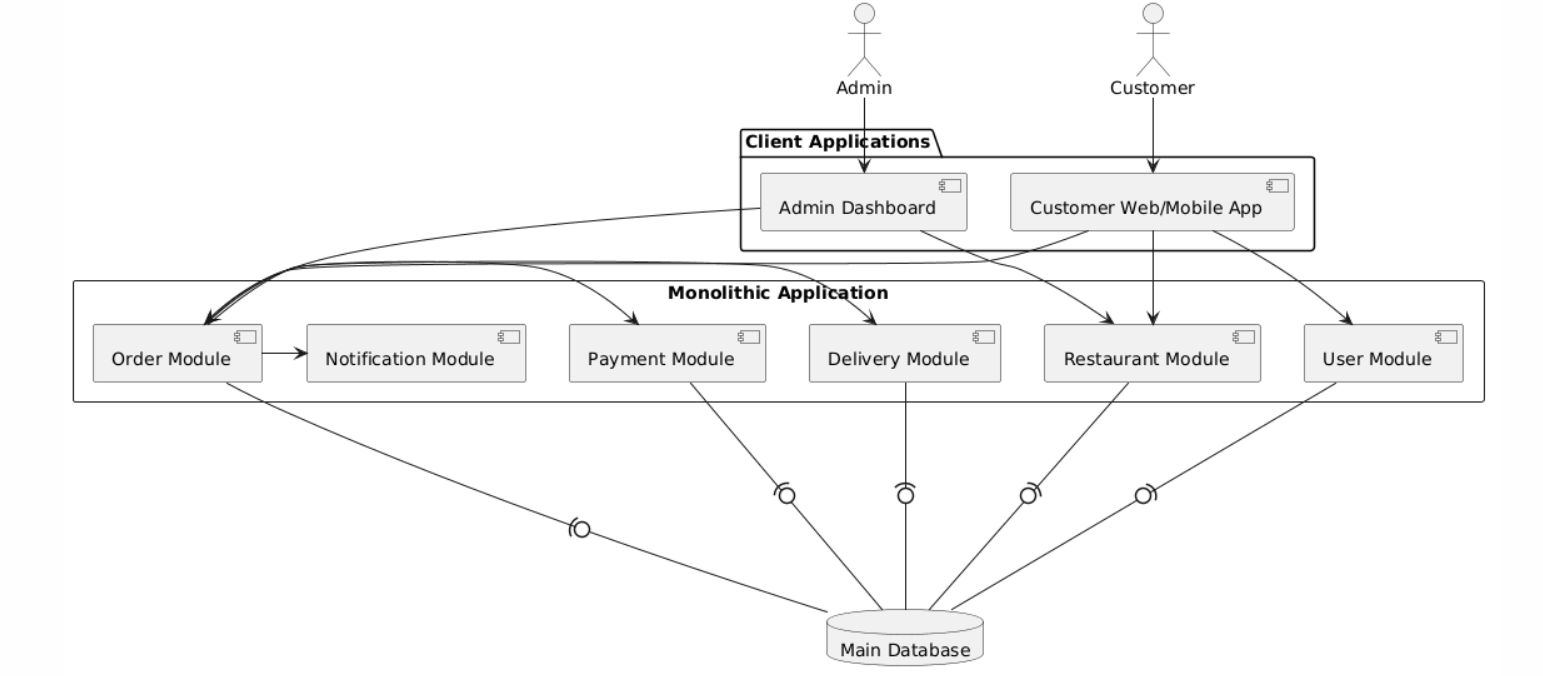 Admin
Customer
Client Applications
Admin Dashboard
Customer Web/Mobile App
Monolithic Application
Order Module
Notification Module
Payment Module
Delivery Module
Restaurant Module
User Module
Main Database